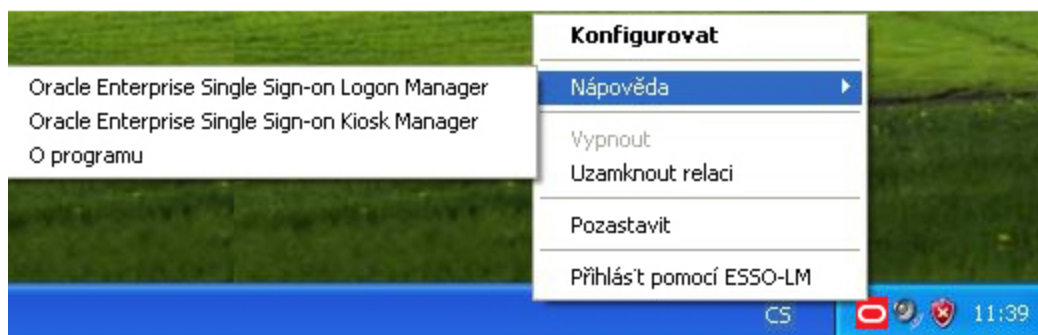 Konfigurovat
Nápověda
Oracle Enterprise Single Sign-on Logon Manager
Oracle Enterprise Single Sign-on Kiosk Manager
O programu
Vypnout
Uzamknout relaci
Pozastavit
Přihlás't pomocí ESSO-LM
CS
11:39